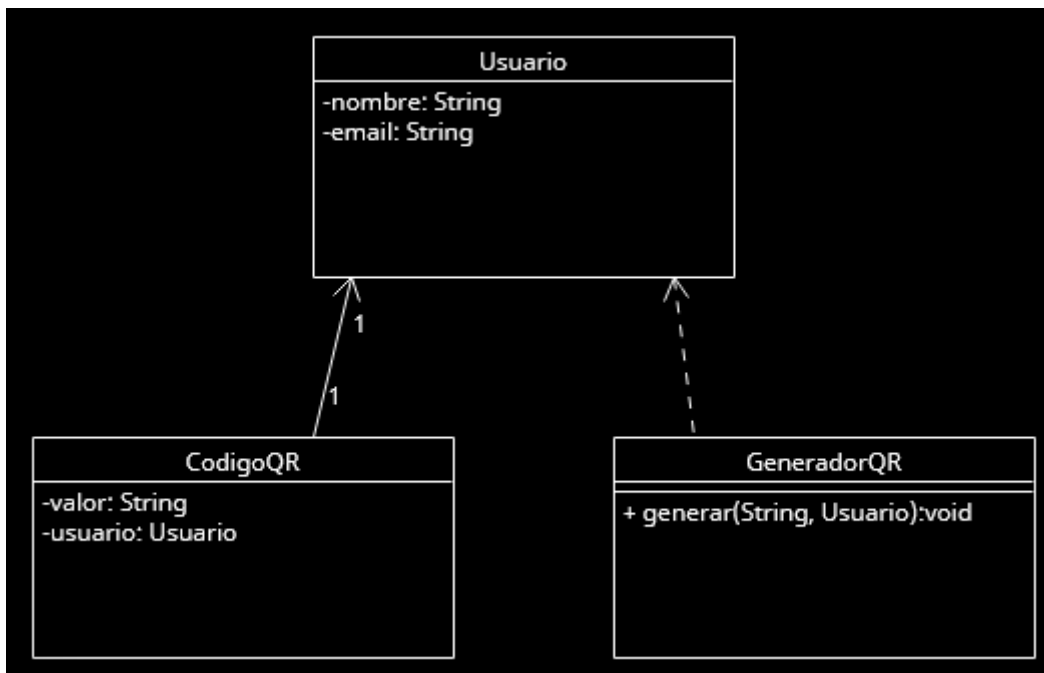 Usuario
-nombre: String
-email: String
1
1
CodigoQR
-valor: String
-usuario: Usuario
GeneradorQR
+ generar(String, Usuario):void